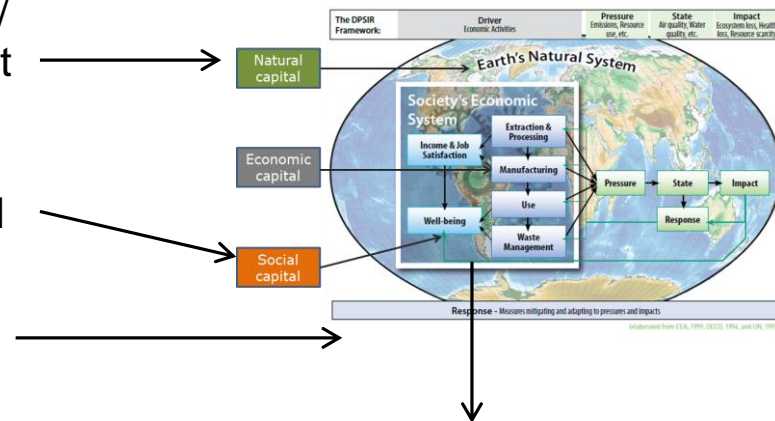 The DPSIR
Framework:
Driver
Economic Activities
Pressure
Emissions, Resource
use, etc.
State
Air quality, Water
quality, etc.
Impact
Ecosystem loss, Health
loss, Resource scarcity
Natural
capital
Earth's Natural System
Society's Economic
System
Economic
capital
Income & Job
Satisfaction
Extraction &
Processing
Manufacturing
Use
Well-being
Waste
Management
Pressure
State
Impact
Response
Social
capital
Response - Measures mitigating and adapting to pressures and impacts